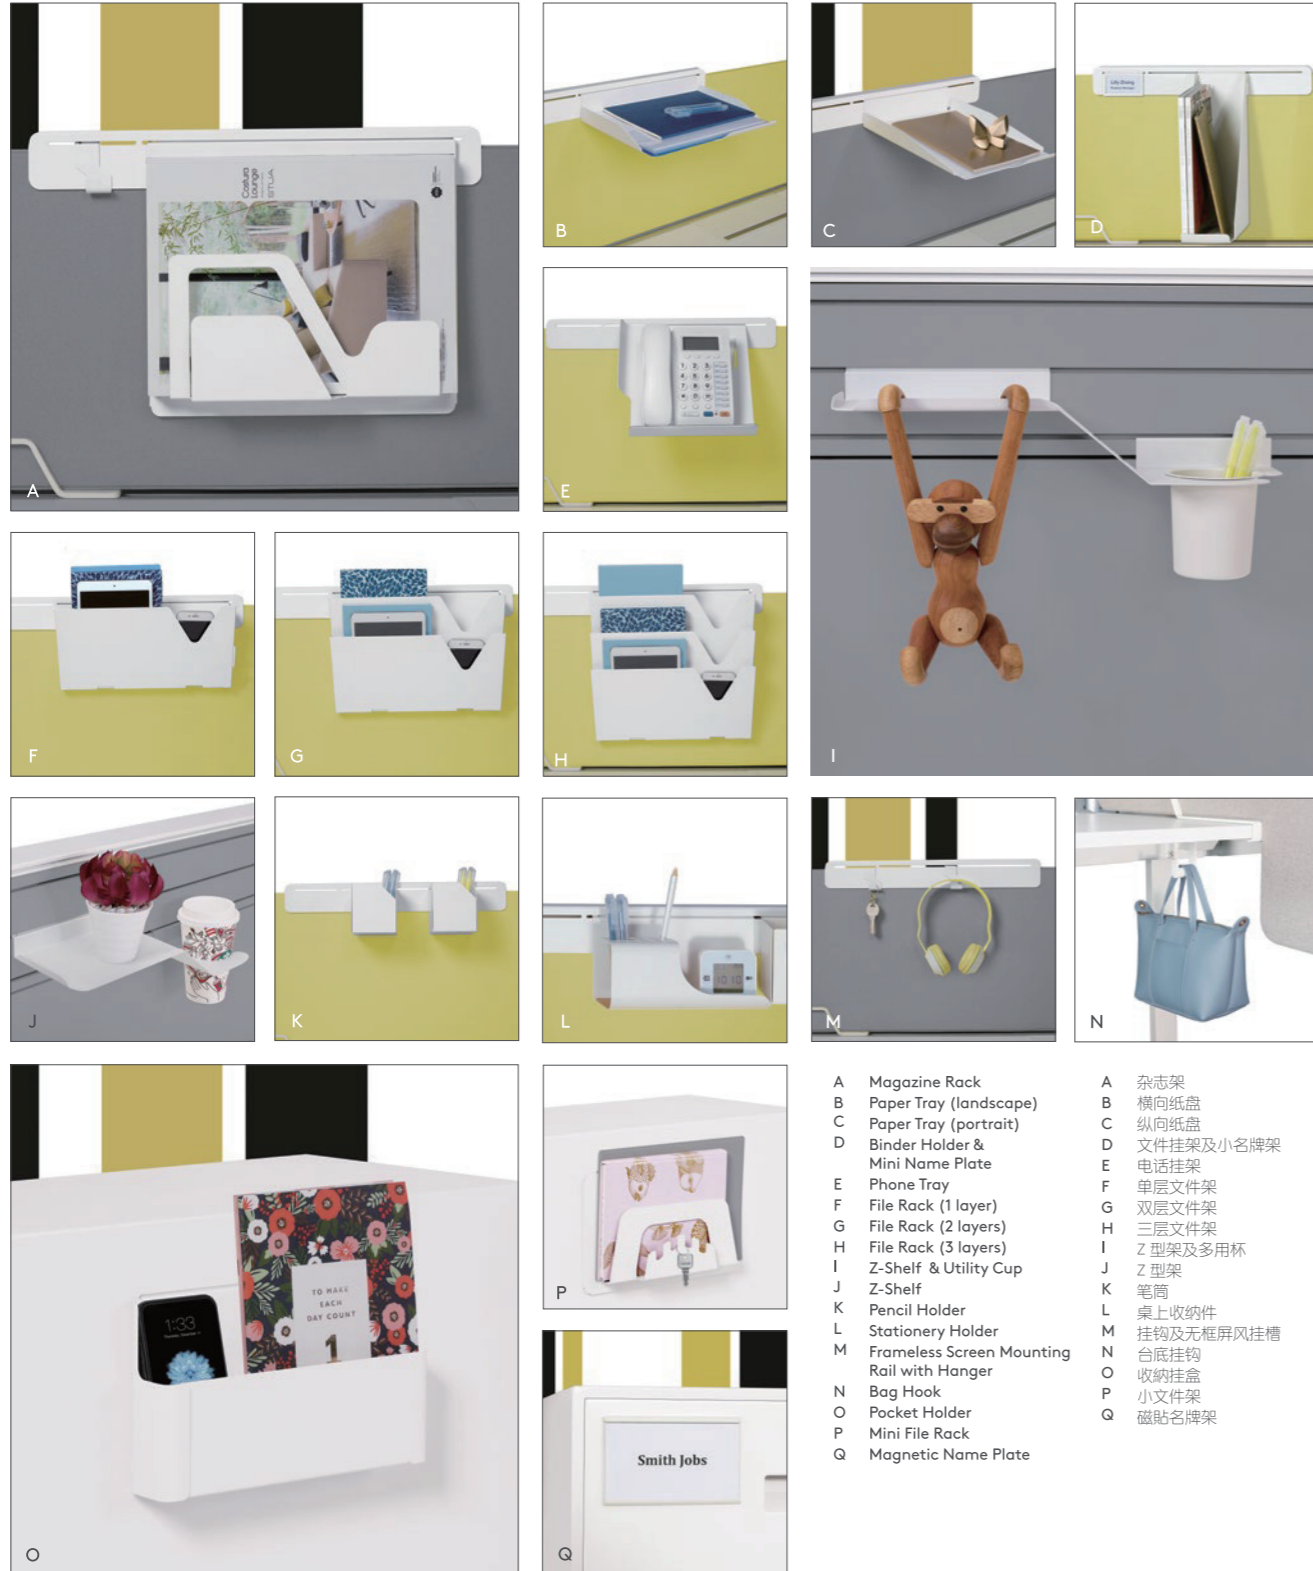 Costura
Lounge
STUA
A
B
C
D
E
F
G
H
I
J
K
1010
L
M
N
1:33
TO MAKE
EACH
DAY COUNT
1
O
P
Smith Jobs
Q
A Magazine Rack
B Paper Tray (landscape)
C Paper Tray (portrait)
D Binder Holder &
Mini Name Plate
E Phone Tray
F File Rack (1 layer)
G File Rack (2 layers)
H File Rack (3 layers)
I Z-Shelf & Utility Cup
J Z-Shelf
K Pencil Holder
L Stationery Holder
M Frameless Screen Mounting
Rail with Hanger
N Bag Hook
O Pocket Holder
P Mini File Rack
Q Magnetic Name Plate
A 杂志架
B 横向纸盘
C 纵向纸盘
D 文件挂架及小名牌架
E 电话挂架
F 单层文件架
G 双层文件架
H 三层文件架
I Z 型架及多用杯
J Z 型架
K 笔筒
L 桌上收纳件
M 挂钩及无框屏风挂槽
N 台底挂钩
O 收納挂盒
P 小文件架
Q 磁貼名牌架